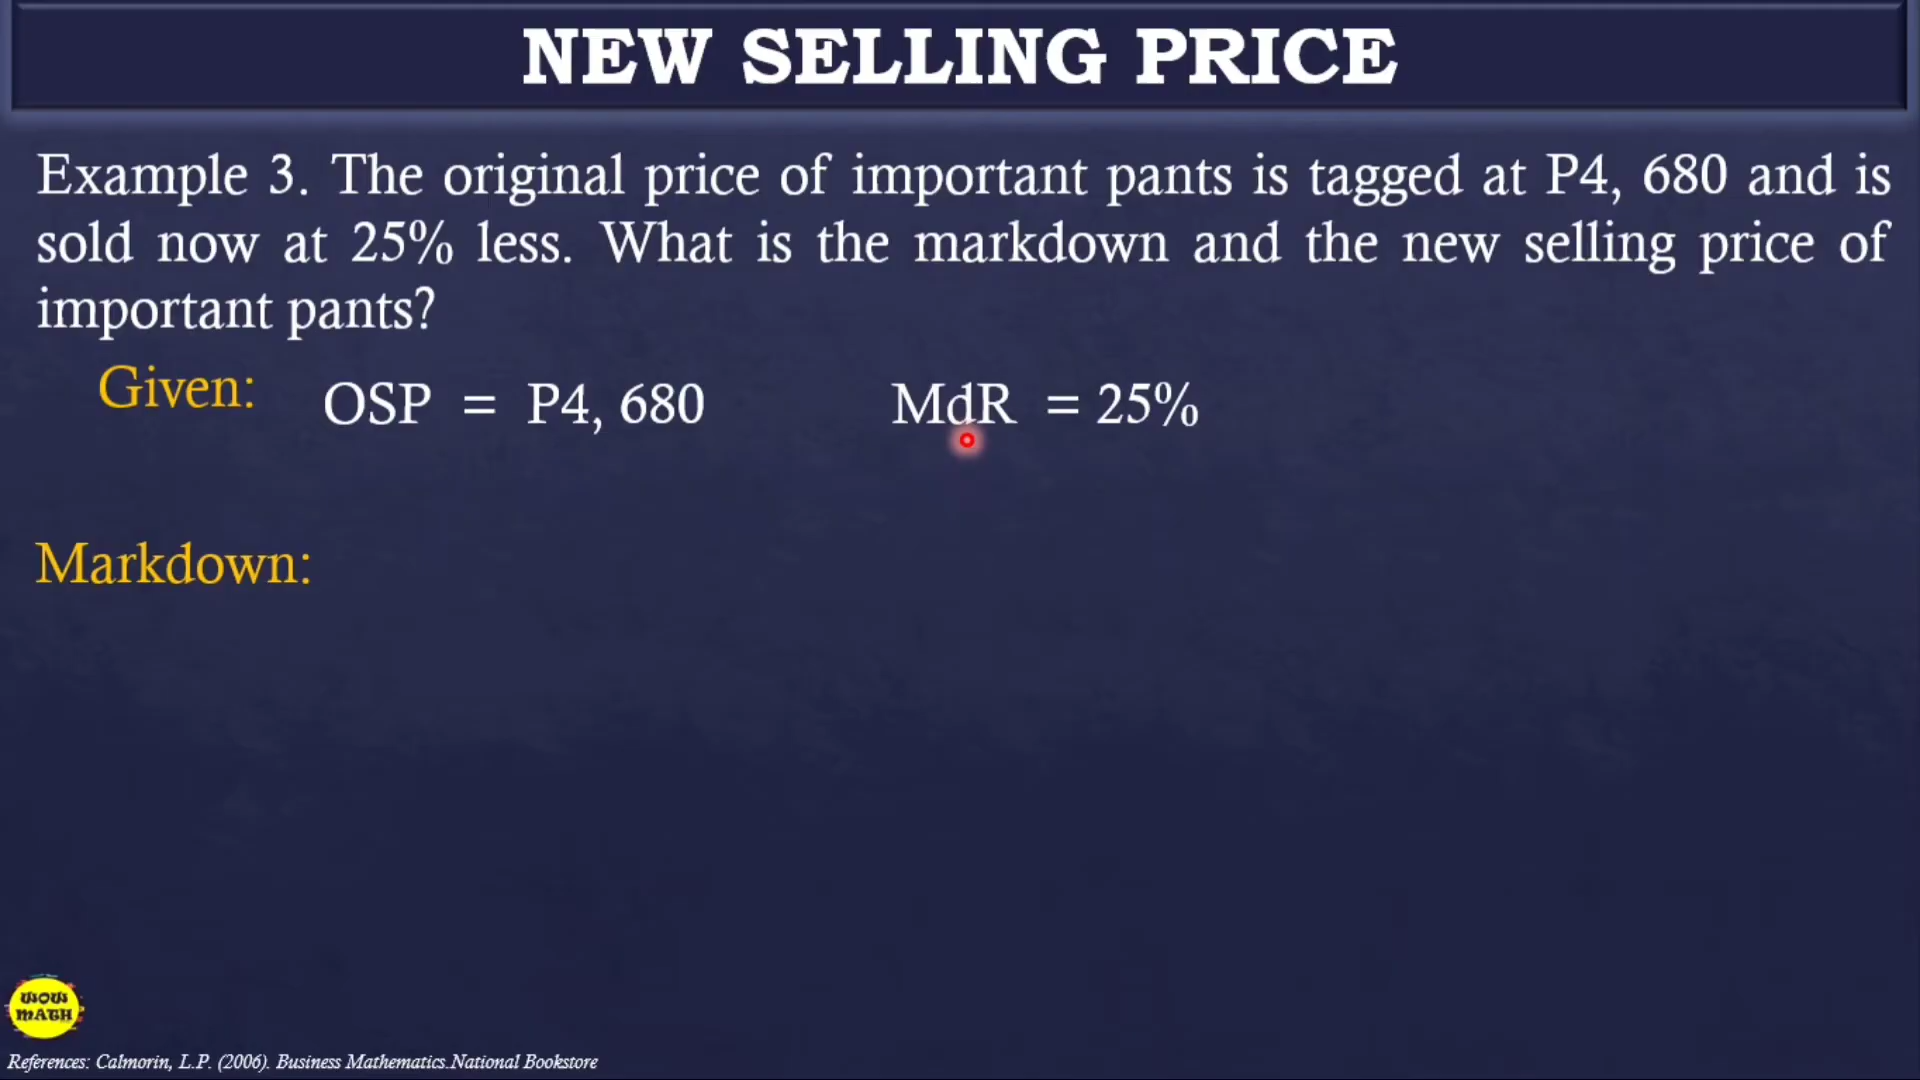 NEW SELLING PRICE
Example 3. The original price of important pants is tagged at P4, 680 and is
sold now at 25% less. What is the markdown and the new selling price of
important pants?
Given: OSP = P4, 680 MdR = 25%
Markdown:
WOW
MATH
References: Calmorin, L.P. (2006). Business Mathematics.National Bookstore